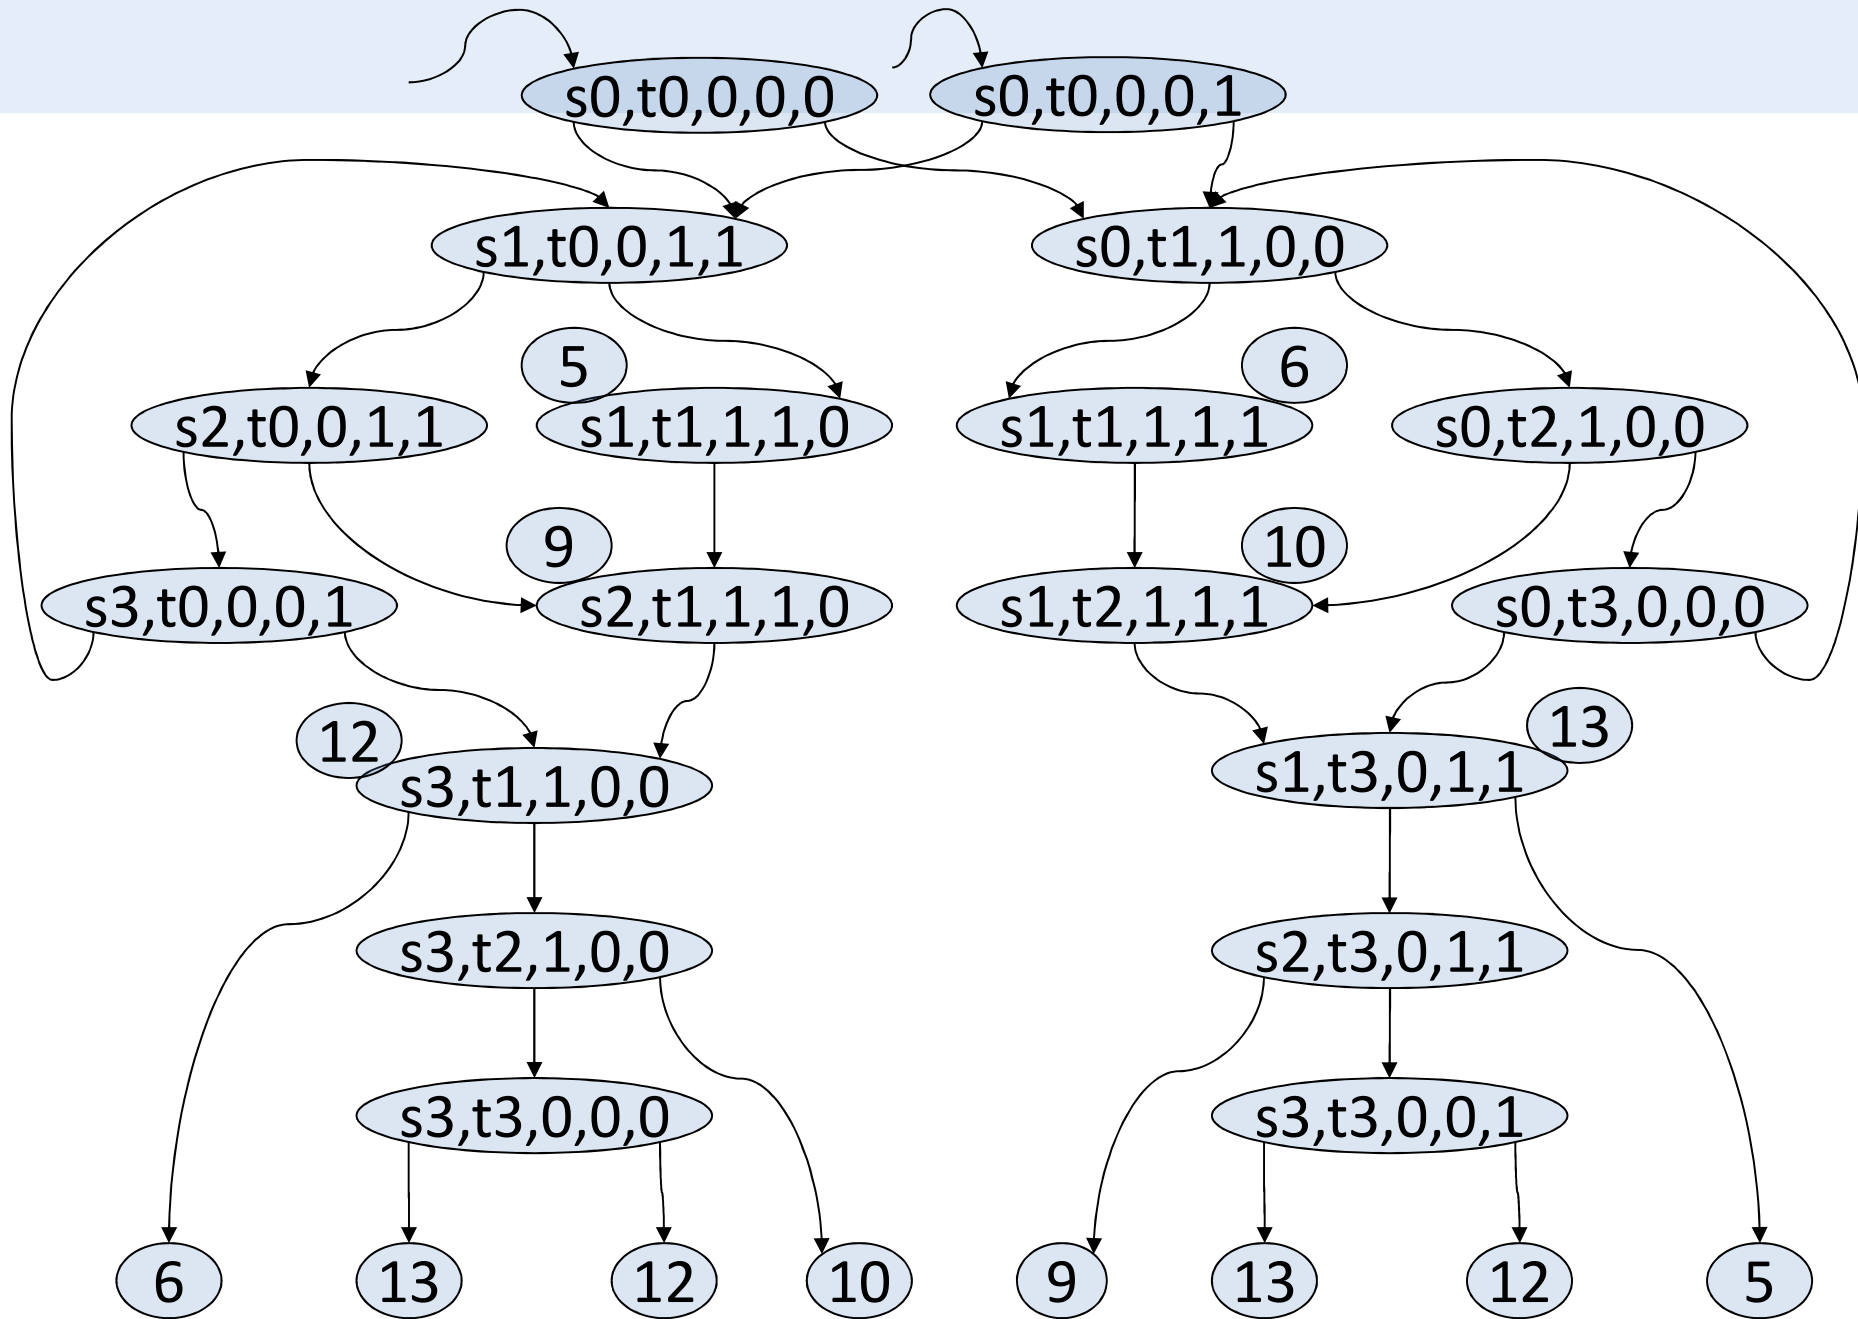 s0,t0,0,0,0
s0,t0,0,0,1
s1,t0,0,1,1
s0,t1,1,0,0
5
6
s2,t0,0,1,1
s1,t1,1,1,0
s1,t1,1,1,1
s0,t2,1,0,0
9
10
s3,t0,0,0,1
s2,t1,1,1,0
s1,t2,1,1,1
s0,t3,0,0,0
12
13
s3,t1,1,0,0
s1,t3,0,1,1
s3,t2,1,0,0
s2,t3,0,1,1
s3,t3,0,0,0
s3,t3,0,0,1
6
13
12
10
9
13
12
5